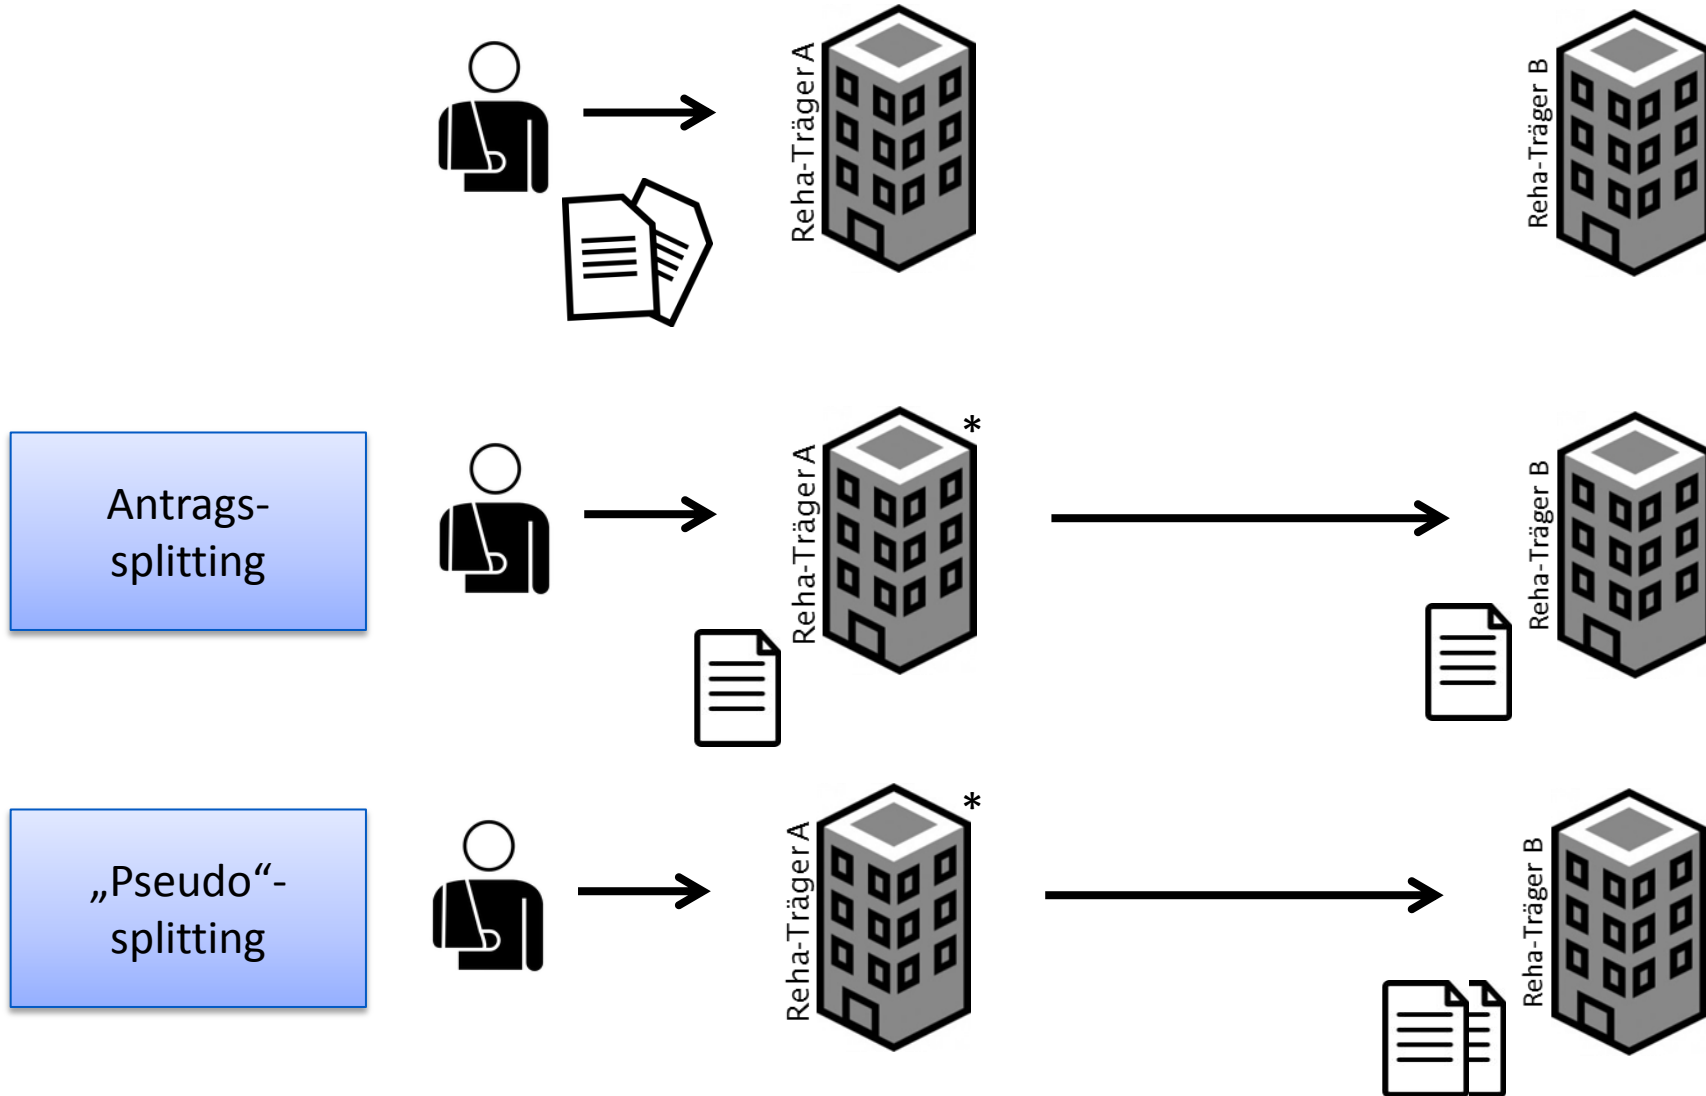 Reha-Träger A
Reha-Träger B
Antrags-
splitting
Reha-Träger A
*
Reha-Träger B
„Pseudo“-
splitting
Reha-Träger A
*
Reha-Träger B